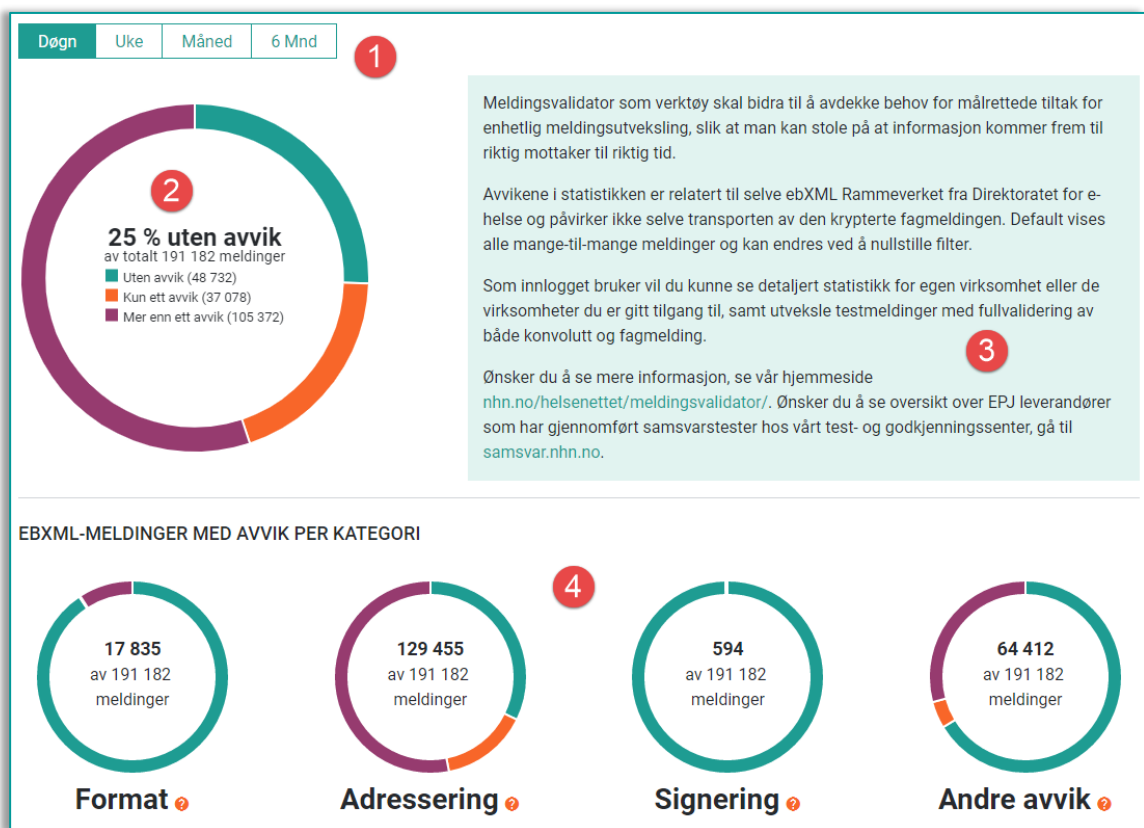 Døgn Uke Måned 6 Mnd
1
Meldingsvalidator som verktøy skal bidra til å avdekke behov for målrettede tiltak for
enhetlig meldingsutveksling, slik at man kan stole på at informasjon kommer frem til
riktig mottaker til riktig tid.
Avvikene i statistikken er relatert til selve ebXML Rammeverket fra Direktoratet for e-
helse og påvirker ikke selve transporten av den krypterte fagmeldingen. Default vises
alle mange-til-mange meldinger og kan endres ved å nullstille filter.
Som innlogget bruker vil du kunne se detaljert statistikk for egen virksomhet eller de
virksomheter du er gitt tilgang til, samt utveksle testmeldinger med fullvalidering av
både konvolutt og fagmelding.
3
Ønsker du å se mere informasjon, se vår hjemmeside
nhn.no/helsenettet/meldingsvalidator/. Ønsker du å se oversikt over EPJ leverandører
som har gjennomført samsvarstester hos vårt test- og godkjenningssenter, gå til
samsvar.nhn.no.
2
25 % uten avvik
av totalt 191 182 meldinger
Uten avvik (48 732)
Kun ett avvik (37 078)
Mer enn ett avvik (105 372)
EBXML-MELDINGER MED AVVIK PER KATEGORI
4
17 835
av 191 182
meldinger
Format ?
129 455
av 191 182
meldinger
Adressering ?
594
av 191 182
meldinger
Signering ?
64 412
av 191 182
meldinger
Andre avvik ?